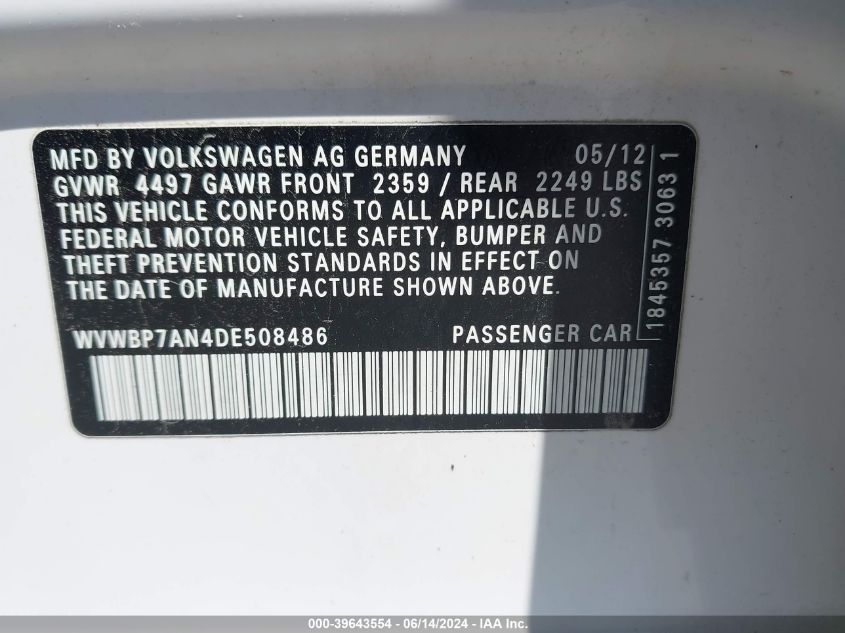 MFD BY VOLKSWAGEN AG GERMANY 05/12
GVWR 4497 GAWR FRONT 2359 / REAR 2249 LBS
THIS VEHICLE CONFORMS TO ALL APPLICABLE U.S.
FEDERAL MOTOR VEHICLE SAFETY, BUMPER AND
THEFT PREVENTION STANDARDS IN EFFECT ON
THE DATE OF MANUFACTURE SHOWN ABOVE.
WVWBP7AN4DE508486 PASSENGER CAR
1845357 30631
000-39643554 - 06/14/2024 - IAA Inc.